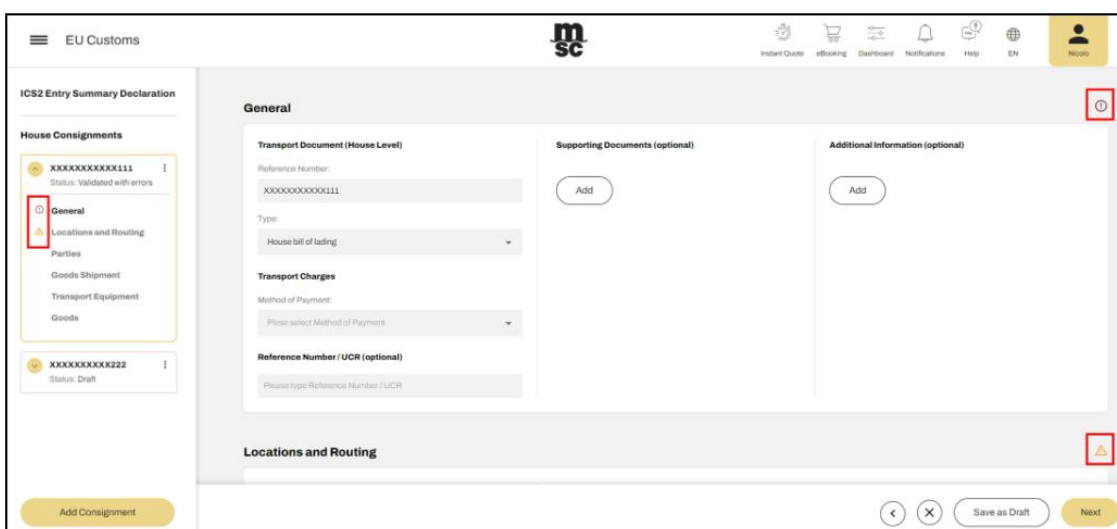 EU Customs
msc
Instant Quote
eBooking
Dashboard
Notifications
Help
EN
Nicolo
ICS2 Entry Summary Declaration
House Consignments
XXXXXXXXXXX111
Status: Validated with errors
General
Locations and Routing
Parties
Goods Shipment
Transport Equipment
Goods
XXXXXXXXXX222
Status: Draft
Add Consignment
General
Transport Document (House Level)
Reference Number:
XXXXXXXXXXX111
Type:
House bill of lading
Transport Charges
Method of Payment:
Plese select Method of Payment
Reference Number / UCR (optional)
Please type Reference Number / UCR
Supporting Documents (optional)
Add
Additional Information (optional)
Add
Locations and Routing
Save as Draft
Next